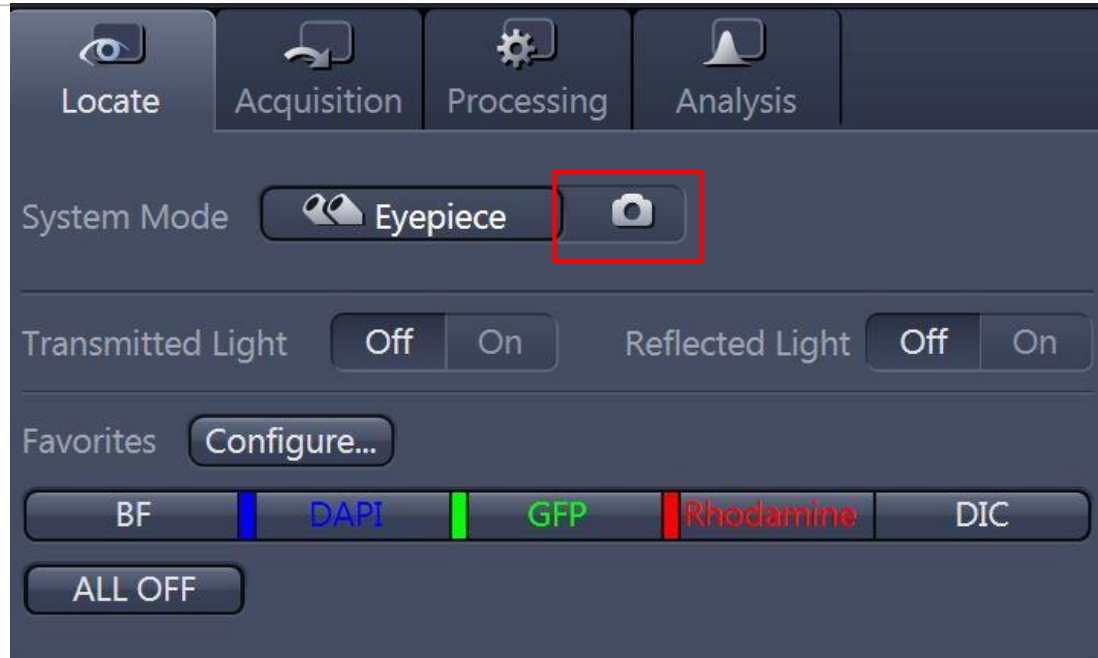 Locate Acquisition Processing Analysis
System Mode Eyepiece
Transmitted Light Off On Reflected Light Off On
Favorites Configure...
BF DAPI GFP Rhodamine DIC
ALL OFF